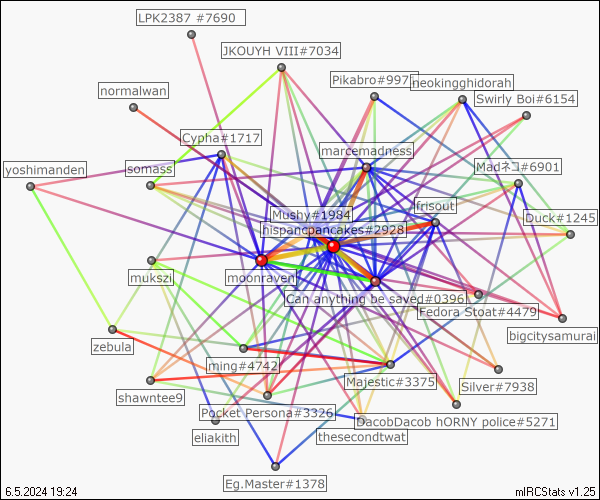 LPK2387 #7690
JKOUYH VIII#7034
Pikabro#997
neokingghidorah
normalwan
Swirly Boi#6154
Cypha#1717
marcemadness
yoshimanden
somass
Madネコ#6901
Mushy#1984
frisout
Duck#1245
hispancpancakes#2928
mukszi
moonraven
Can anything be saved#0396
Fedora Stoat#4479
bigcitysamurai
zebula
ming#4742
Majestic#3375
Silver#7938
shawntee9
Pocket Persona#3326
DacobDacob hORNY police#5271
eliakith
thesecondtwat
Eg.Master#1378
6.5.2024 19:24
mIRCStats v1.25